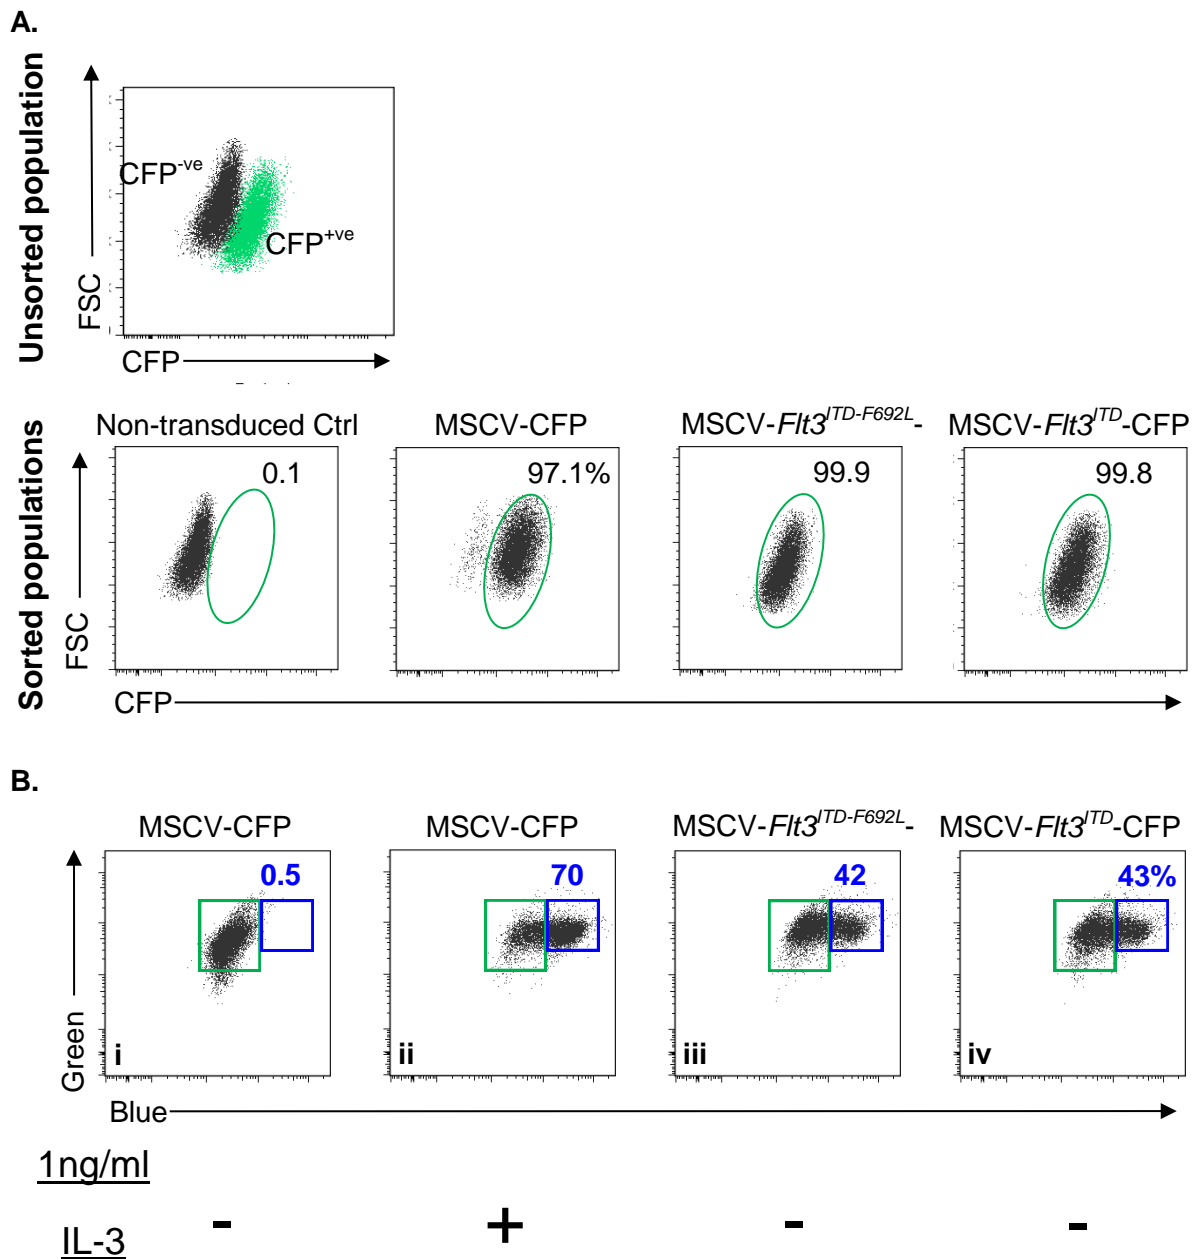 A.
Unsorted population
FSC
CFP-ve
CFP+ve
CFP
Sorted populations
Non-transduced Ctrl
MSCV-CFP
MSCV-Flt3ITD-F692L-
MSCV-Flt3ITD-CFP
FSC
0.1
97.1%
99.9
99.8
CFP
B.
MSCV-CFP
MSCV-CFP
MSCV-Flt3ITD-F692L-
MSCV-Flt3ITD-CFP
Green
0.5
70
42
43%
i
ii
iii
iv
Blue
1ng/ml
IL-3
- + - -